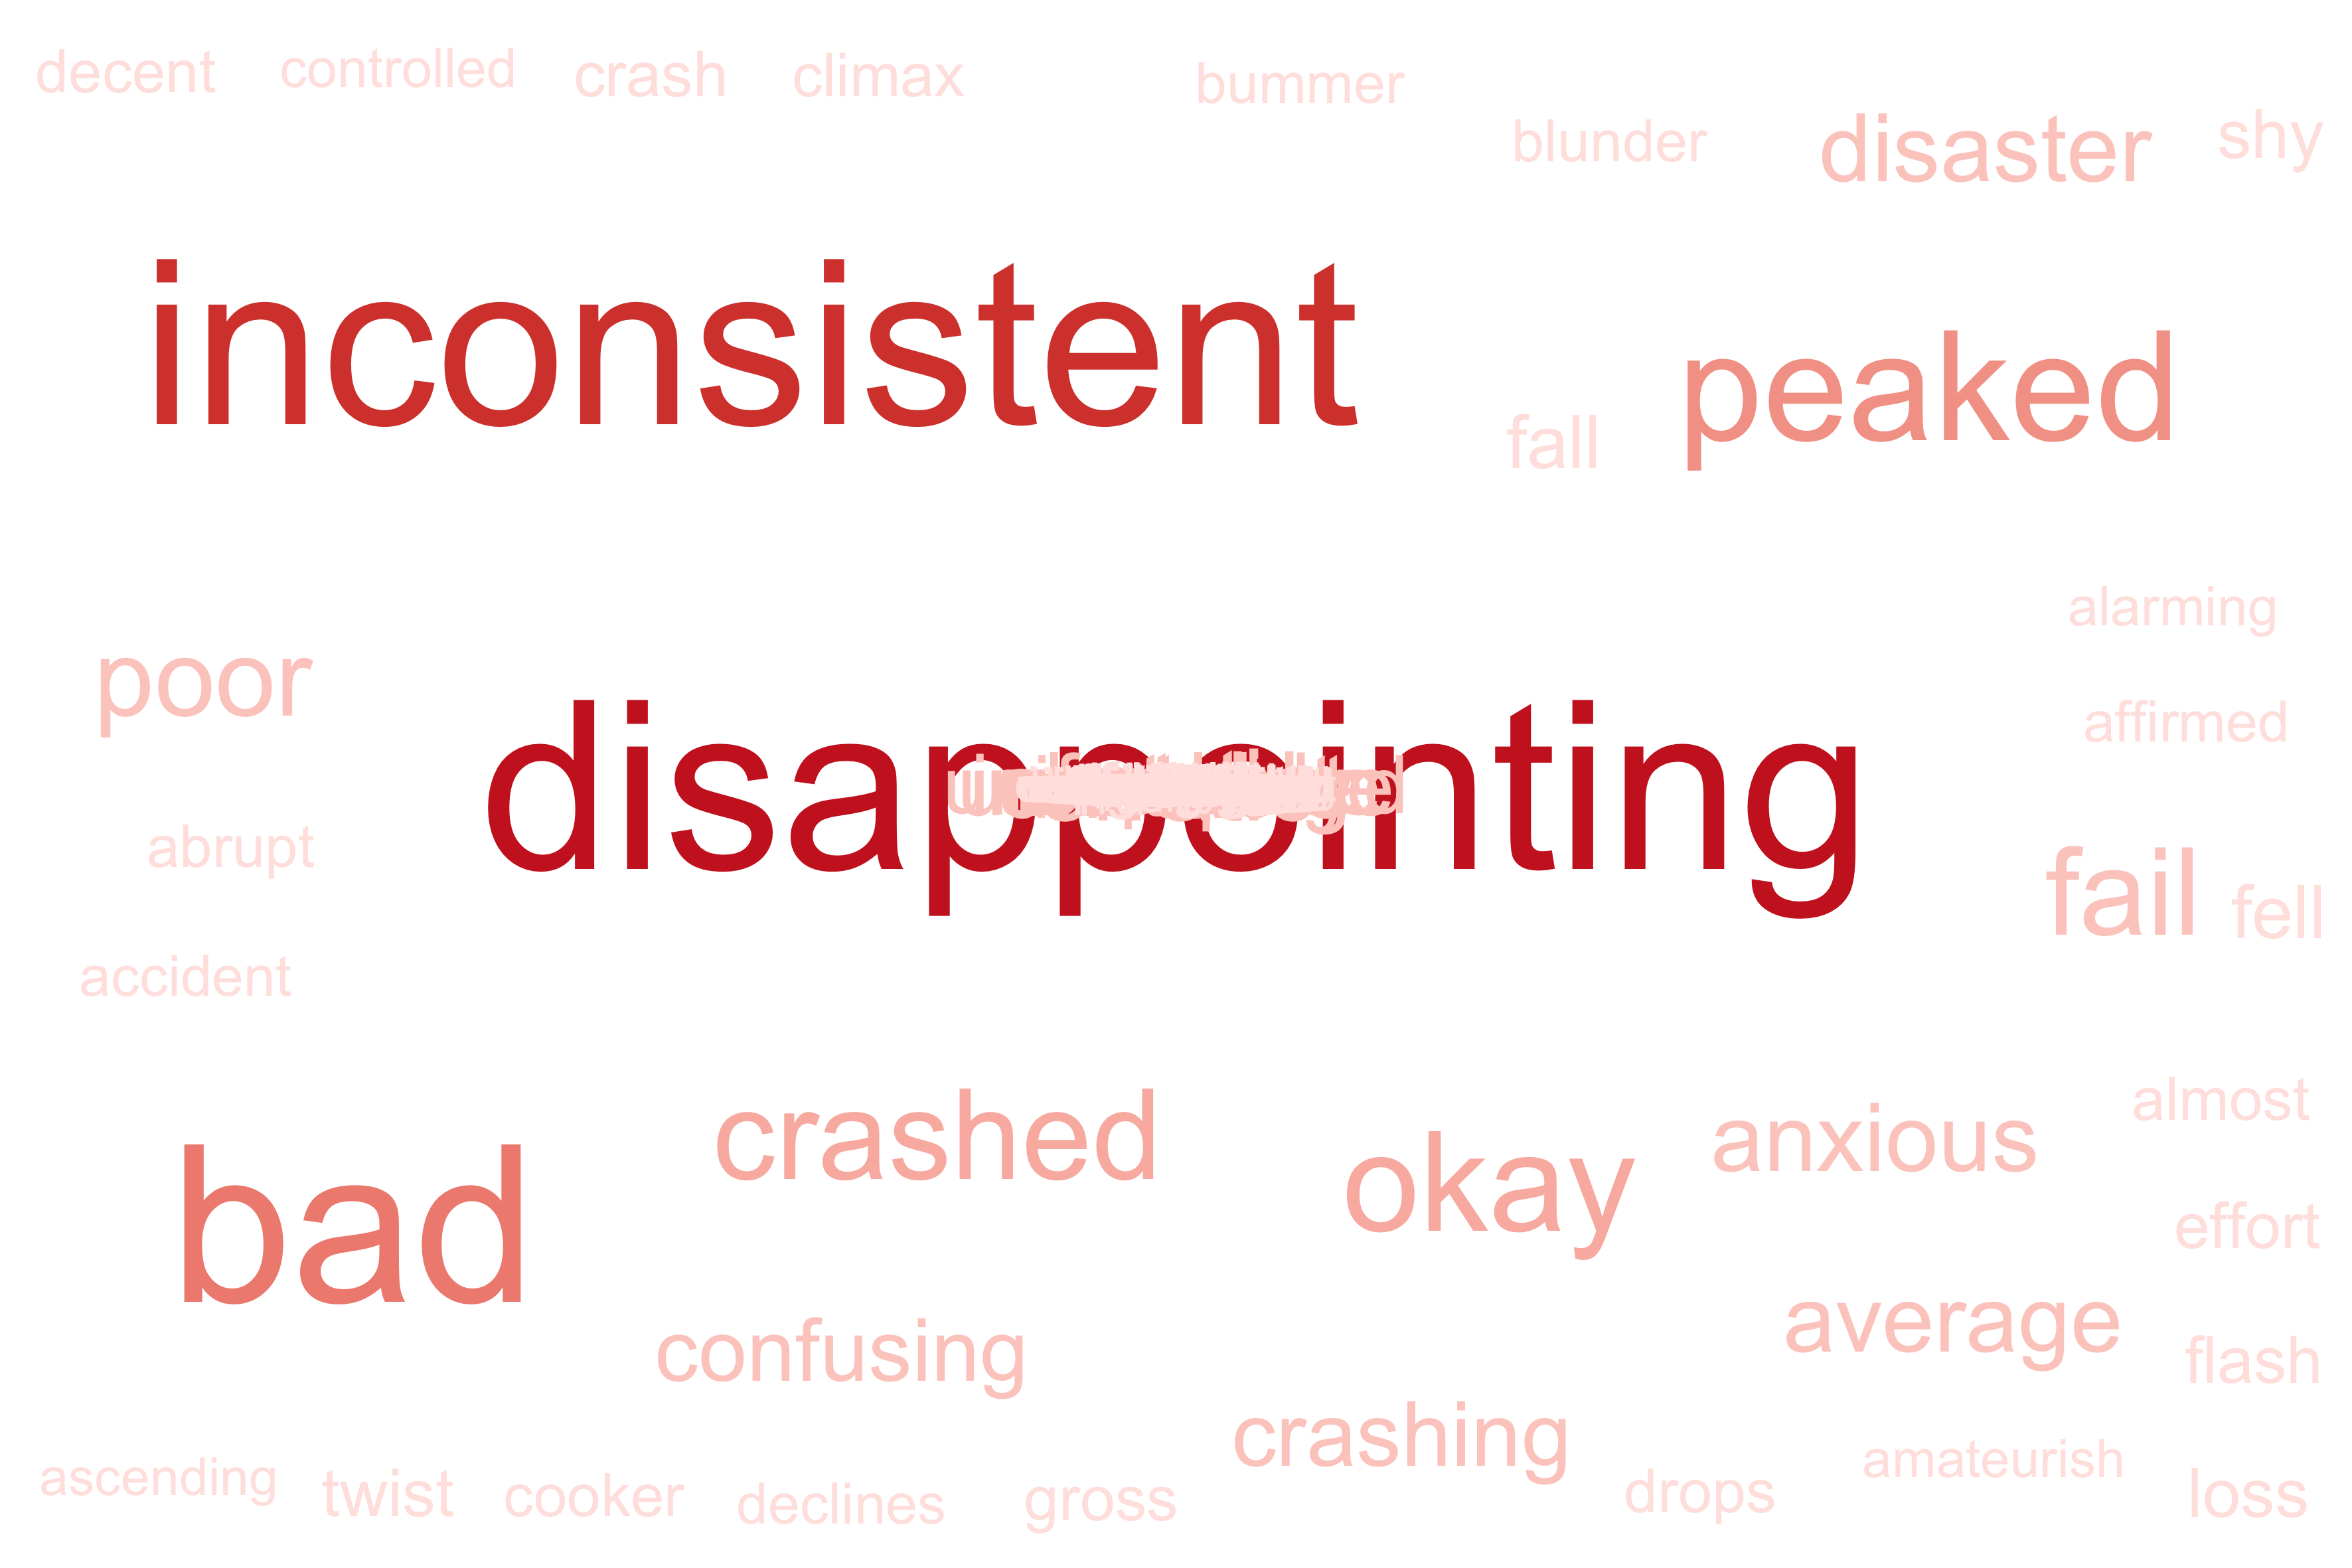 decent controlled crash climax bummer
blunder disaster shy
inconsistent peaked
fall
alarming
poor affirmed
disappointing
abrupt fail fell
accident
crashed anxious almost
bad okay effort
confusing average flash
crashing
ascending twist cooker declines gross drops amateurish loss